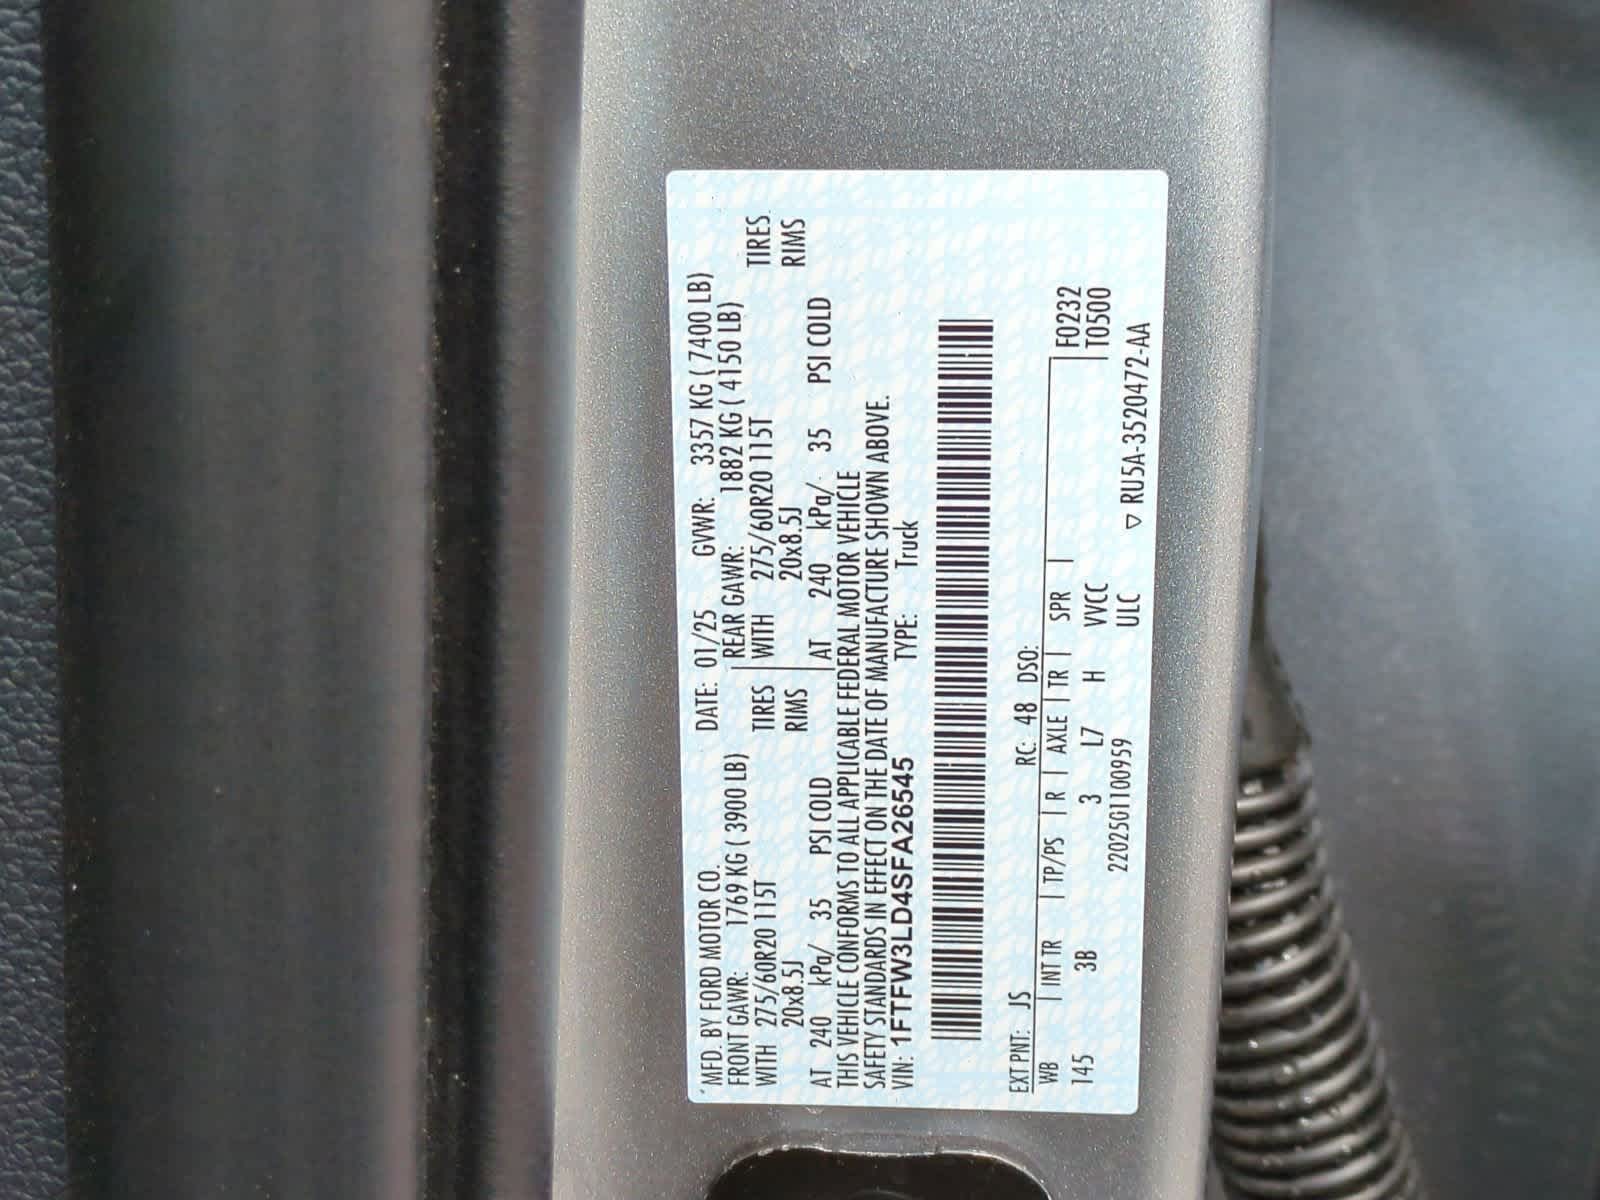 MFD. BY FORD MOTOR CO. DATE: 01/25 GVWR: 3357 KG ( 7400 LB)
FRONT GAWR: 1769 KG ( 3900 LB) REAR GAWR: 1882 KG ( 4150 LB)
WITH 275/60R20 115T TIRES WITH 275/60R20 115T TIRES
20x8.5J RIMS 20x8.5J RIMS
AT 240 kPa/ 35 PSI COLD AT 240 kPa/ 35 PSI COLD
THIS VEHICLE CONFORMS TO ALL APPLICABLE FEDERAL MOTOR VEHICLE
SAFETY STANDARDS IN EFFECT ON THE DATE OF MANUFACTURE SHOWN ABOVE.
VIN: 1FTFW3LD4SFA26545 TYPE: Truck
EXT PNT: JS RC: 48 DSO:
WB INT TR TP/PS R AXLE TR SPR F0232
145 3B 3 L7 H VVCC T0500
2202501100959 ULC ▽ RU5A-3520472-AA